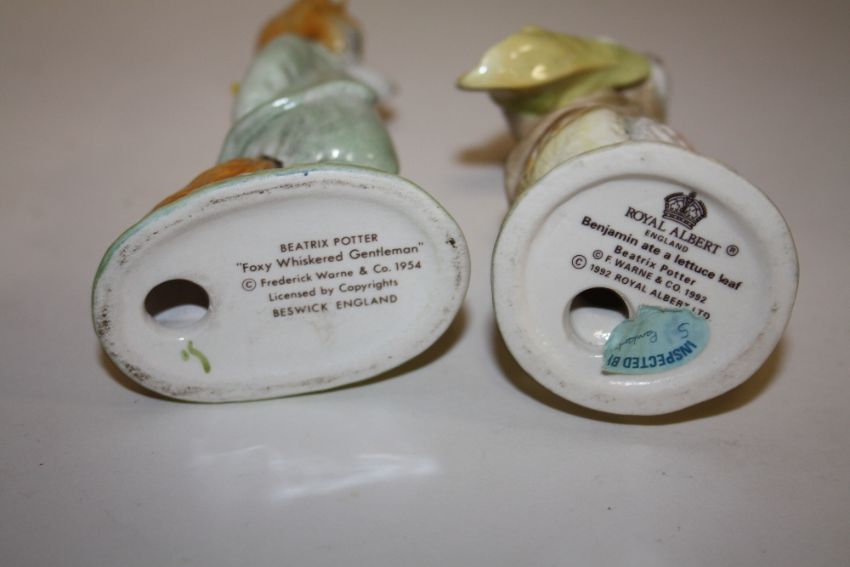 BEATRIX POTTER
"Foxy Whiskered Gentleman"
© Frederick Warne & Co. 1954
Licensed by Copyrights
BESWICK ENGLAND
ROYAL ALBERT ®
ENGLAND
Benjamin ate a lettuce leaf
Beatrix Potter
© F. WARNE & CO. 1992
© 1992 ROYAL ALBERT LTD
INSPECTED BY